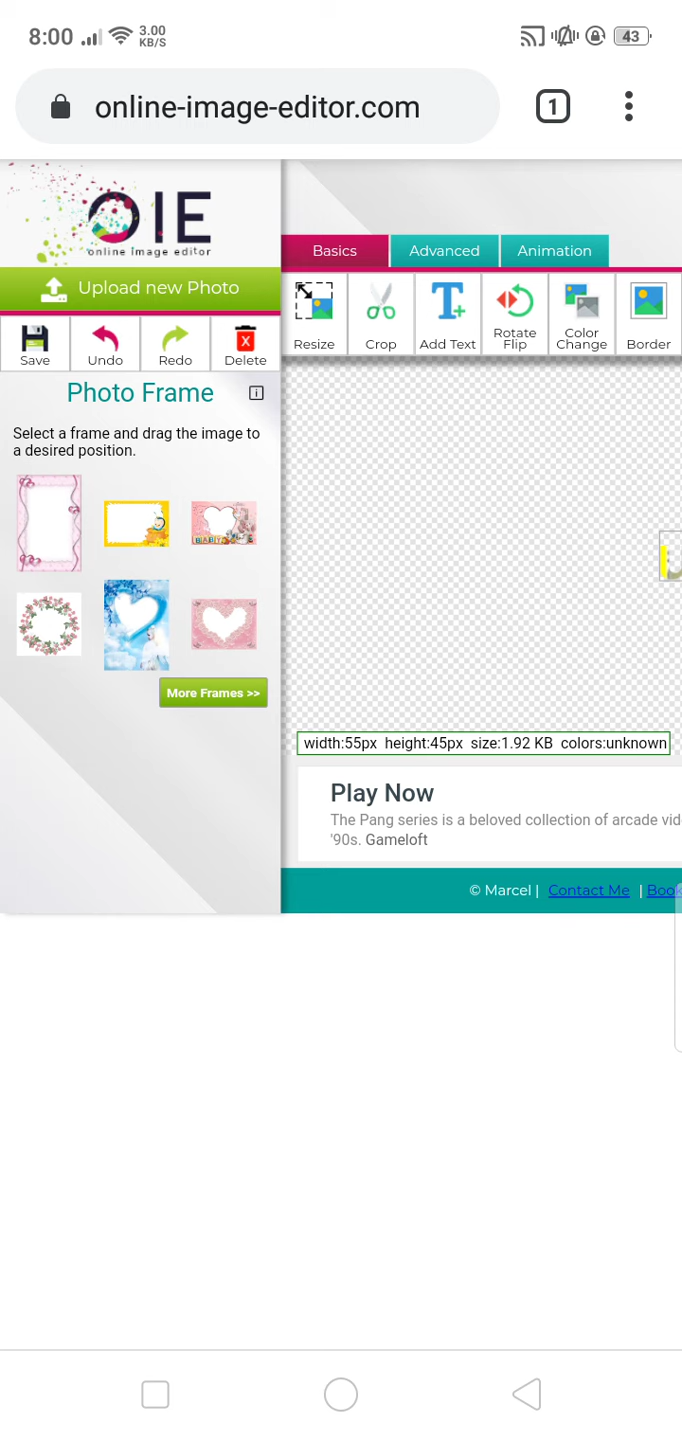 8:00 3.00 KB/S 43
online-image-editor.com 1
OIE
online image editor
Basics Advanced Animation
Upload new Photo
Resize Crop Add Text Rotate Flip Color Change Border
Save Undo Redo Delete
Photo Frame
Select a frame and drag the image to
a desired position.
BABY
More Frames >>
width:55px height:45px size:1.92 KB colors:unknown
Play Now
The Pang series is a beloved collection of arcade vid
'90s. Gameloft
© Marcel | Contact Me | Book